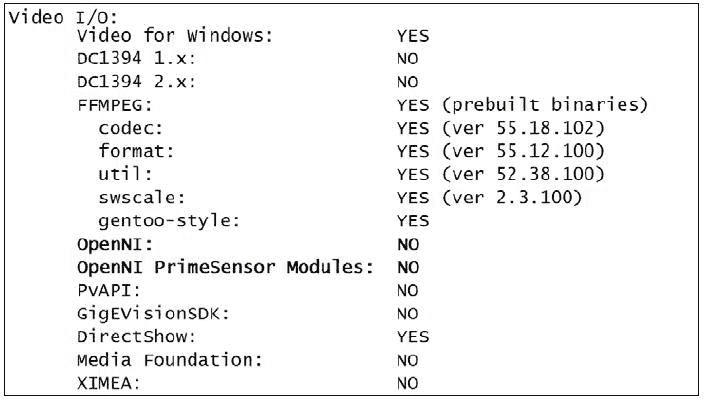 Video I/O:
Video for Windows: YES
DC1394 1.x: NO
DC1394 2.x: NO
FFMPEG: YES (prebuilt binaries)
codec: YES (ver 55.18.102)
format: YES (ver 55.12.100)
util: YES (ver 52.38.100)
swscale: YES (ver 2.3.100)
gentoo-style: YES
OpenNI: NO
OpenNI PrimeSensor Modules: NO
PvAPI: NO
GigEVisionSDK: NO
DirectShow: YES
Media Foundation: NO
XIMEA: NO